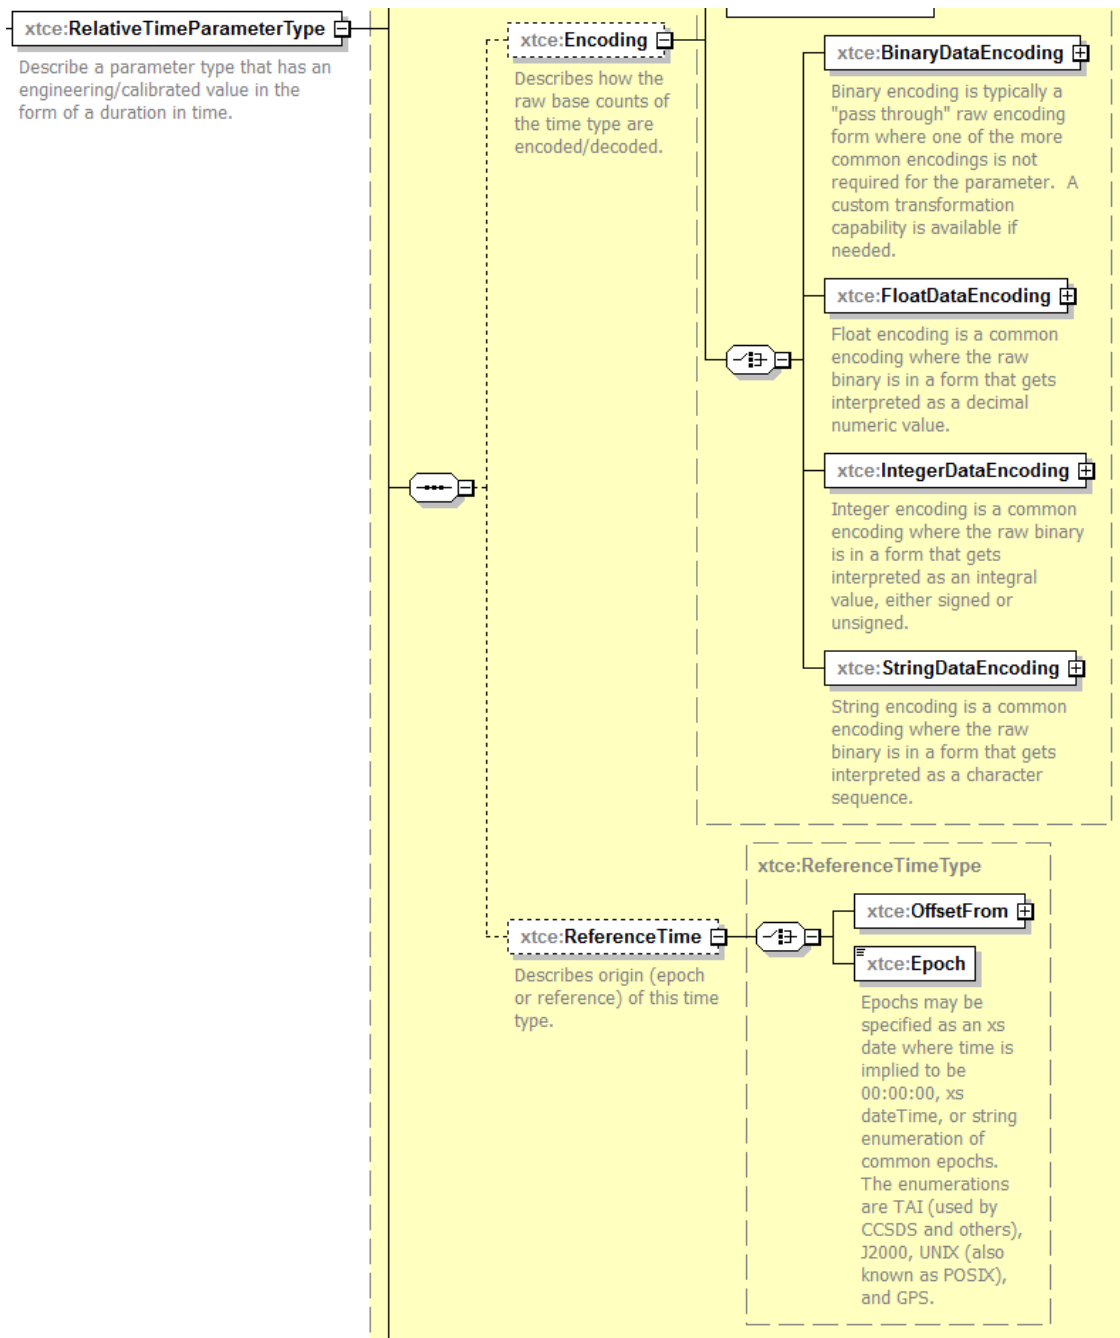 xtce:RelativeTimeParameterType
Describe a parameter type that has an
engineering/calibrated value in the
form of a duration in time.
xtce:Encoding
Describes how the
raw base counts of
the time type are
encoded/decoded.
xtce:BinaryDataEncoding
Binary encoding is typically a
"pass through" raw encoding
form where one of the more
common encodings is not
required for the parameter.  A
custom transformation
capability is available if
needed.
xtce:FloatDataEncoding
Float encoding is a common
encoding where the raw
binary is in a form that gets
interpreted as a decimal
numeric value.
xtce:IntegerDataEncoding
Integer encoding is a common
encoding where the raw binary
is in a form that gets
interpreted as an integral
value, either signed or
unsigned.
xtce:StringDataEncoding
String encoding is a common
encoding where the raw
binary is in a form that gets
interpreted as a character
sequence.
xtce:ReferenceTime
Describes origin (epoch
or reference) of this time
type.
xtce:ReferenceTimeType
xtce:OffsetFrom
xtce:Epoch
Epochs may be
specified as an xs
date where time is
implied to be
00:00:00, xs
dateTime, or string
enumeration of
common epochs.
The enumerations
are TAI (used by
CCSDS and others),
J2000, UNIX (also
known as POSIX),
and GPS.